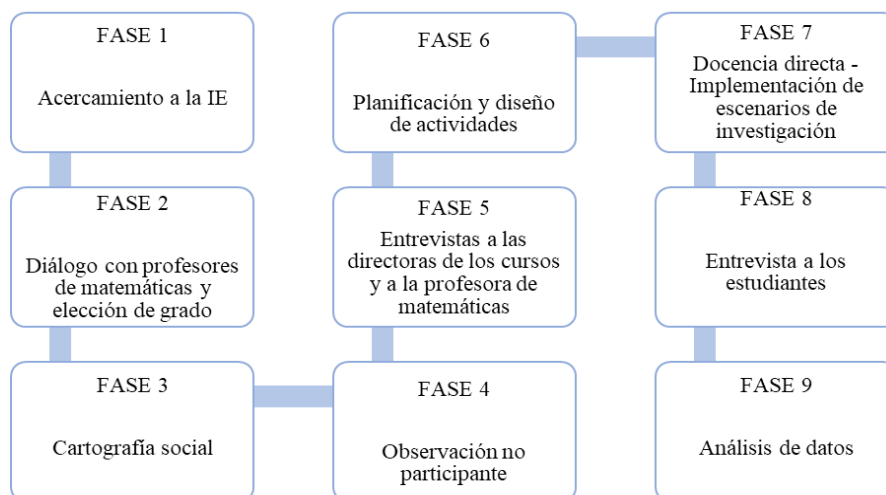 FASE 1
Acercamiento a la IE
FASE 2
Diálogo con profesores
de matemáticas y
elección de grado
FASE 3
Cartografía social
FASE 4
Observación no
participante
FASE 5
Entrevistas a las
directoras de los cursos
y a la profesora de
matemáticas
FASE 6
Planificación y diseño
de actividades
FASE 7
Docencia directa -
Implementación de
escenarios de
investigación
FASE 8
Entrevista a los
estudiantes
FASE 9
Análisis de datos